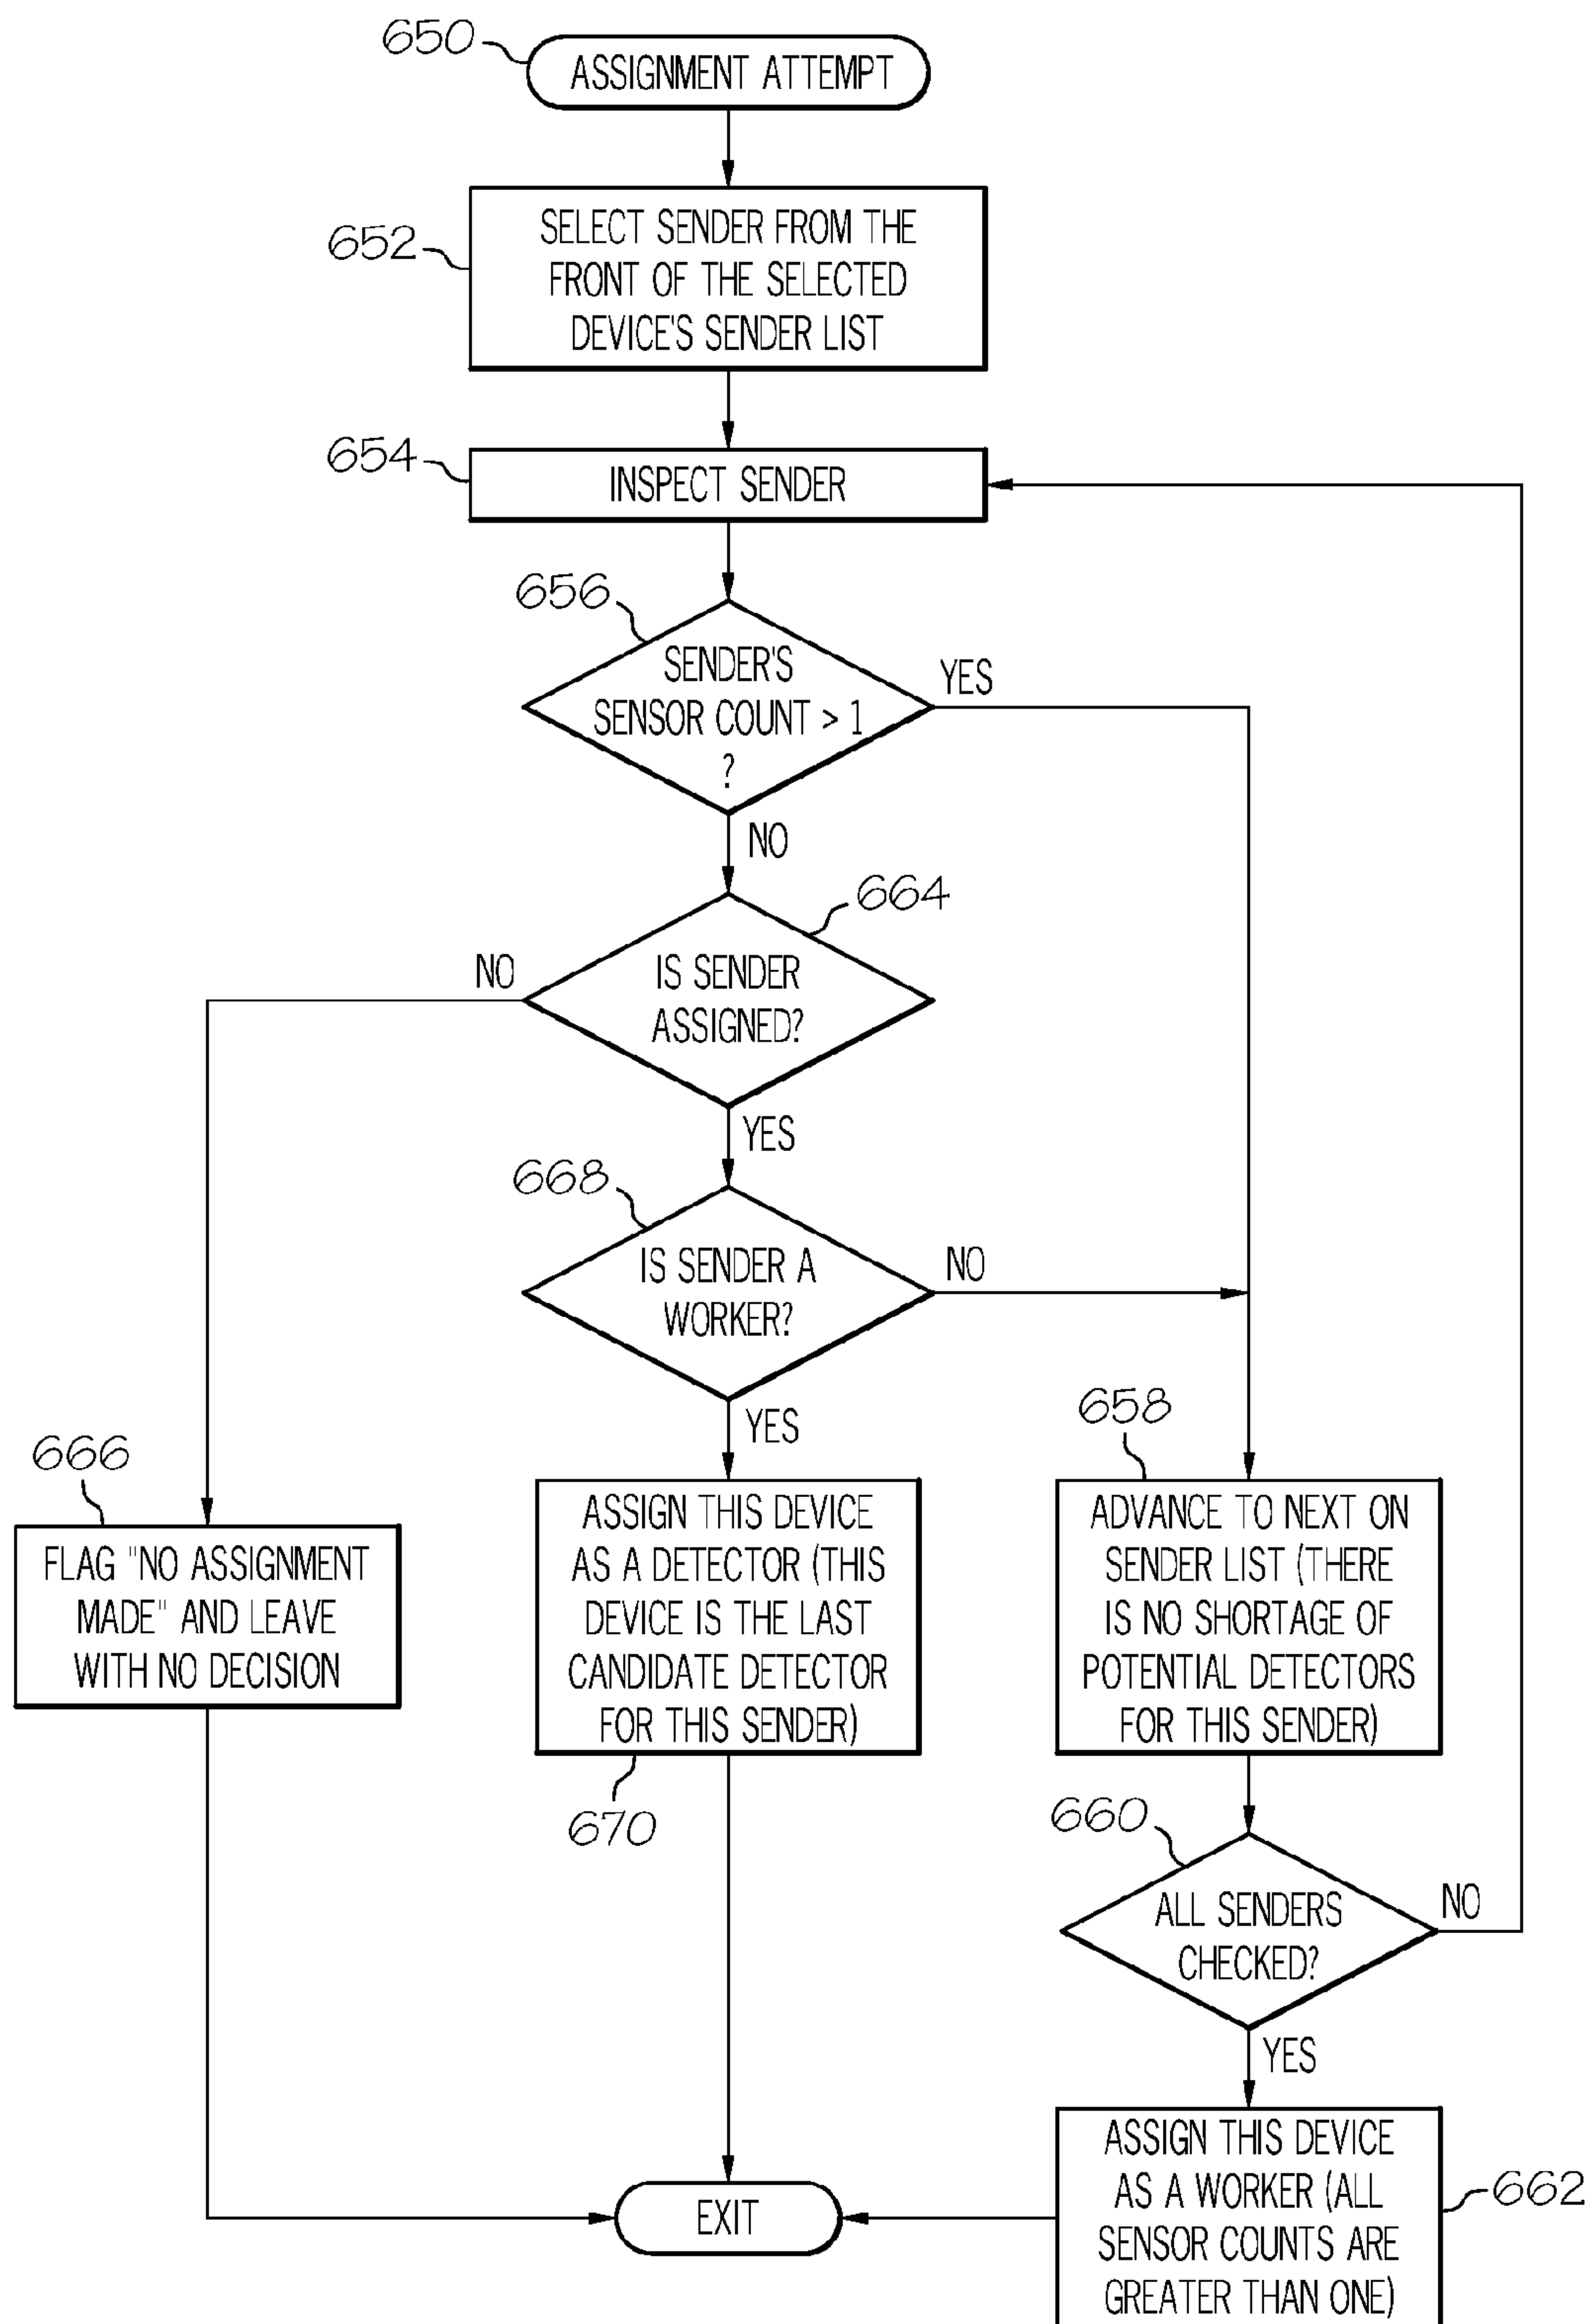 650
ASSIGNMENT ATTEMPT
652
SELECT SENDER FROM THE
FRONT OF THE SELECTED
DEVICE'S SENDER LIST
654
INSPECT SENDER
656
SENDER'S
SENSOR COUNT > 1
?
YES
NO
664
IS SENDER
ASSIGNED?
NO
YES
668
IS SENDER A
WORKER?
NO
YES
666
FLAG "NO ASSIGNMENT
MADE" AND LEAVE
WITH NO DECISION
ASSIGN THIS DEVICE
AS A DETECTOR (THIS
DEVICE IS THE LAST
CANDIDATE DETECTOR
FOR THIS SENDER)
670
658
ADVANCE TO NEXT ON
SENDER LIST (THERE
IS NO SHORTAGE OF
POTENTIAL DETECTORS
FOR THIS SENDER)
660
ALL SENDERS
CHECKED?
NO
YES
ASSIGN THIS DEVICE
AS A WORKER (ALL
SENSOR COUNTS ARE
GREATER THAN ONE)
662
EXIT